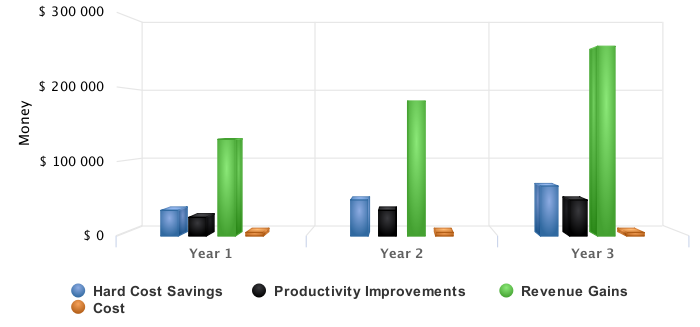 $ 300 000
$ 200 000
$ 100 000
$ 0
Money
Year 1
Year 2
Year 3
Hard Cost Savings
Productivity Improvements
Revenue Gains
Cost